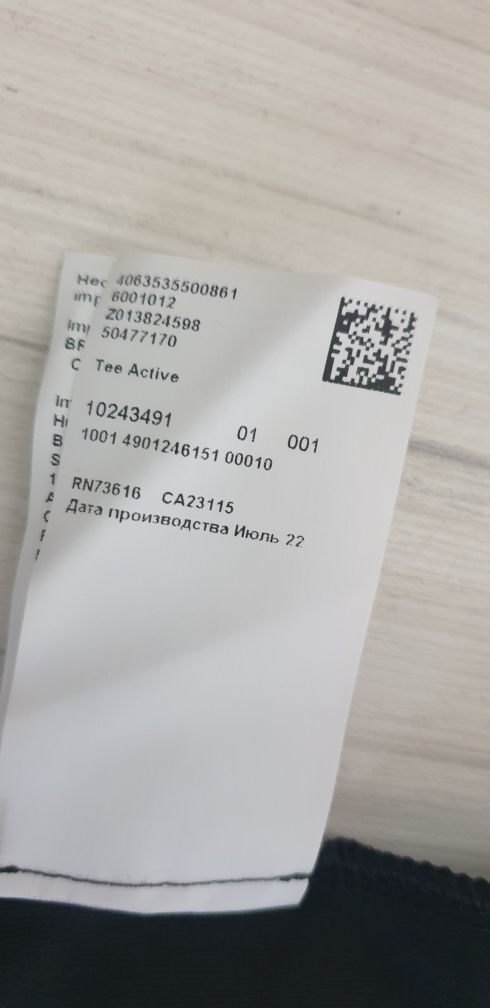 4063535500861
6001012
Z013824598
50477170
Tee Active
10243491 01 001
1001 4901246151 00010
RN73616 CA23115
Дата производства Июль 22